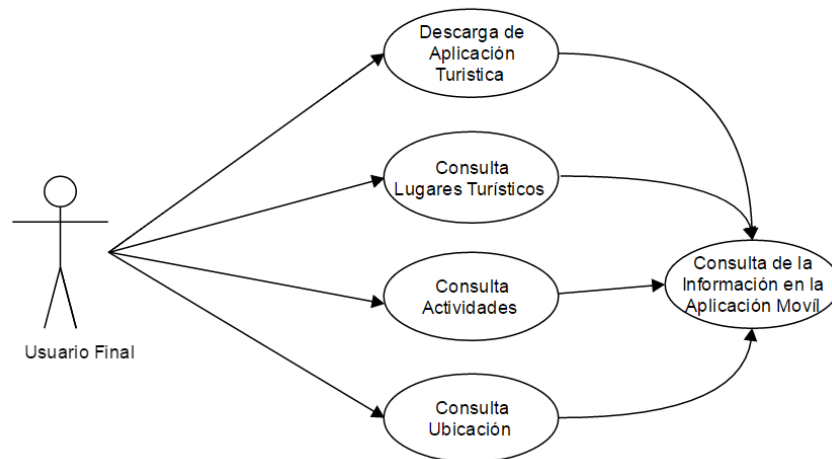 Descarga de
Aplicación
Turistica
Consulta
Lugares Turísticos
Consulta de la
Información en la
Aplicación Movíl
Consulta
Actividades
Usuario Final
Consulta
Ubicación